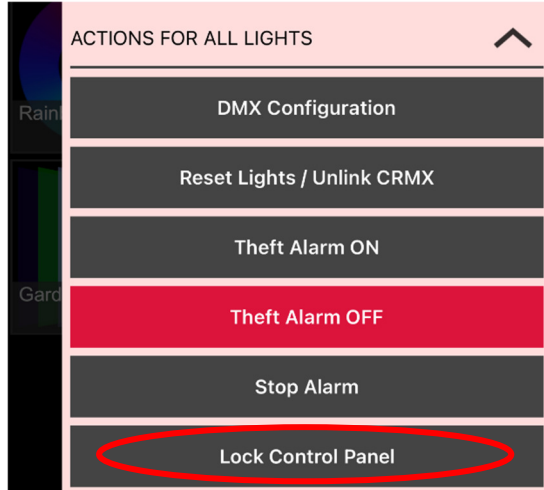 ACTIONS FOR ALL LIGHTS
DMX Configuration
Rain
Reset Lights / Unlink CRMX
Theft Alarm ON
Gard
Theft Alarm OFF
Stop Alarm
Lock Control Panel